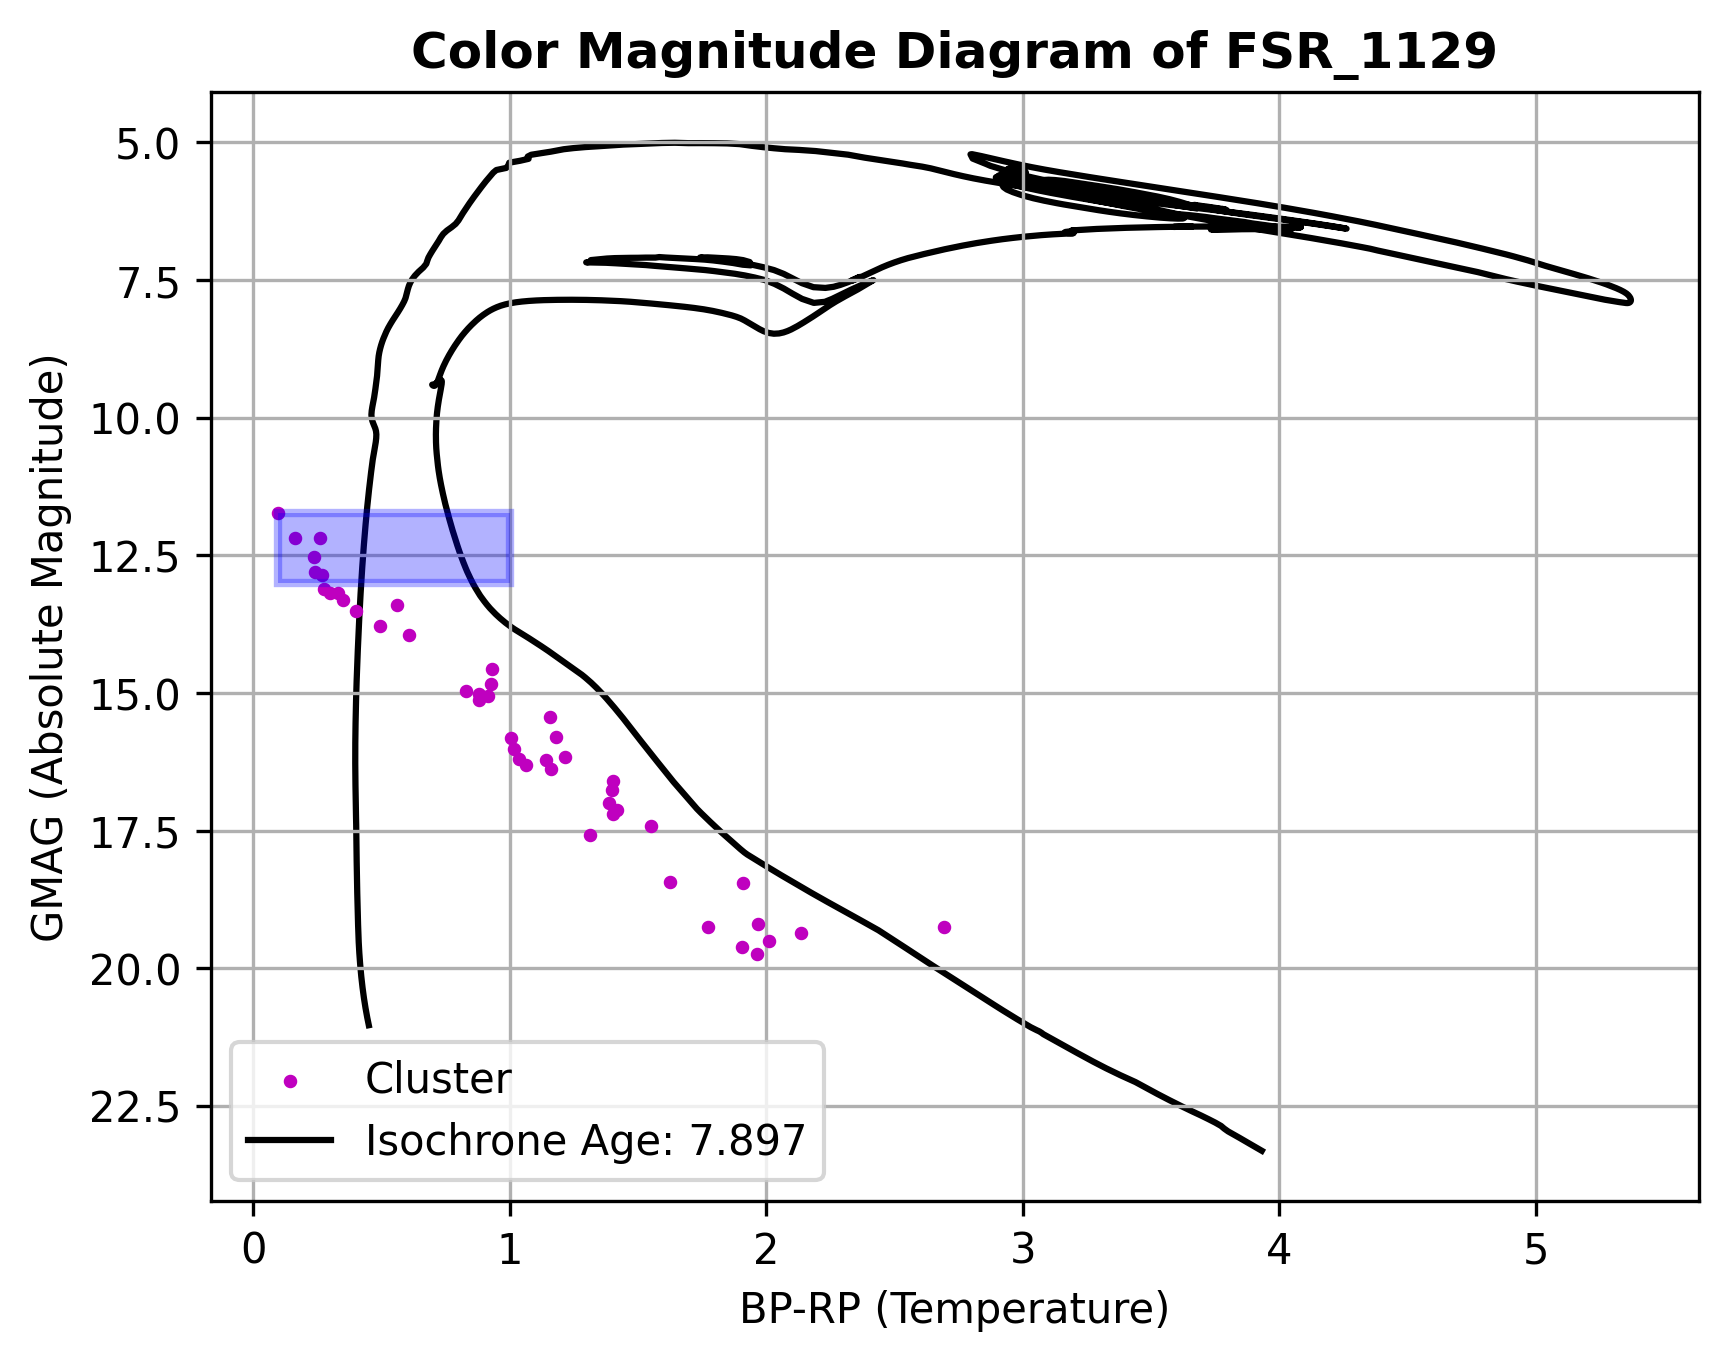 Color Magnitude Diagram of FSR_1129
GMAG (Absolute Magnitude)
5.0
7.5
10.0
12.5
15.0
17.5
20.0
22.5
Cluster
Isochrone Age: 7.897
0 1 2 3 4 5
BP-RP (Temperature)